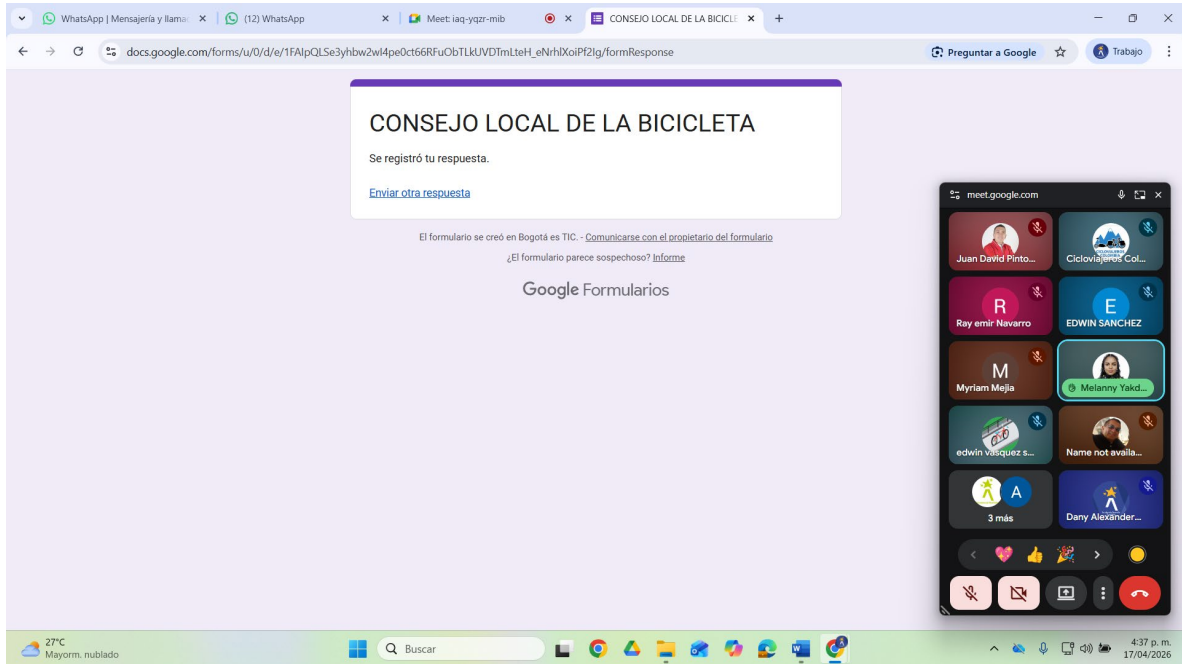 WhatsApp | Mensajería y llama
(12) WhatsApp
Meet: iaq-yqzr-mib
CONSEJO LOCAL DE LA BICICLE
docs.google.com/forms/u/0/d/e/1FAIpQLSe3yhbw2wI4pe0ct66RFuObTLkUVDTmLteH_eNrhlXoiPf2Ig/formResponse
Preguntar a Google
Trabajo
CONSEJO LOCAL DE LA BICICLETA
Se registró tu respuesta.
Enviar otra respuesta
El formulario se creó en Bogotá es TIC. - Comunicarse con el propietario del formulario
¿El formulario parece sospechoso? Informe
Google Formularios
meet.google.com
Juan David Pinto...
Cicloviajeros Col...
R
Ray emir Navarro
E
EDWIN SANCHEZ
M
Myriam Mejia
Melanny Yakd...
edwin vasquez s...
Name not availa...
A
3 más
Dany Alexander...
27°C
Mayorm. nublado
Buscar
4:37 p. m.
17/04/2026